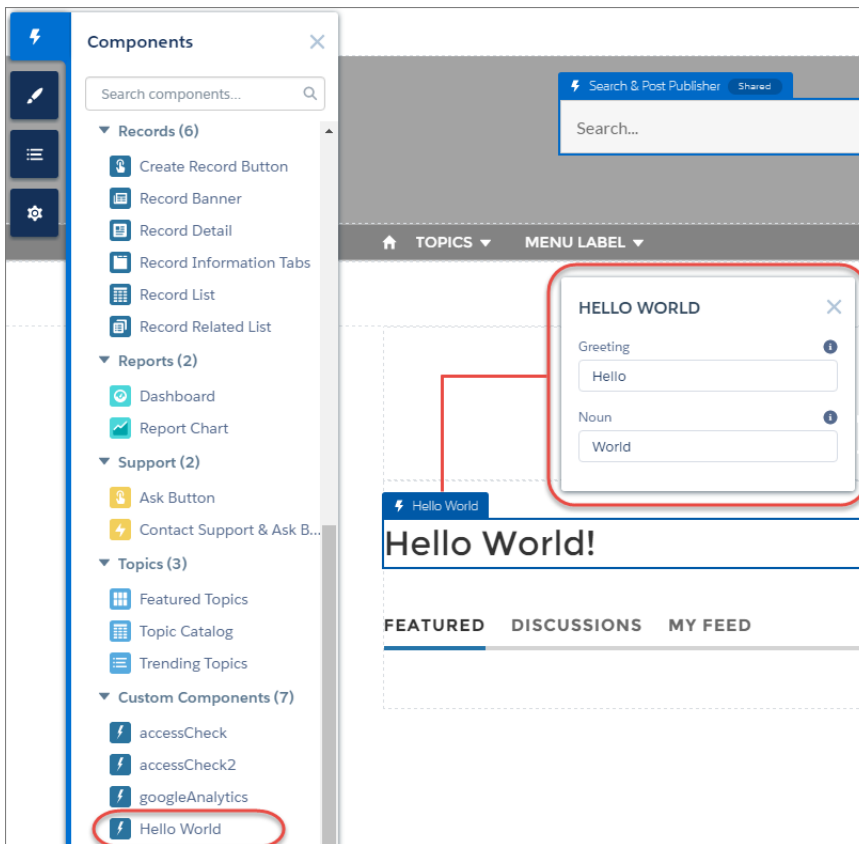 Components
Search components...
Records (6)
Create Record Button
Record Banner
Record Detail
Record Information Tabs
Record List
Record Related List
Reports (2)
Dashboard
Report Chart
Support (2)
Ask Button
Contact Support & Ask B...
Topics (3)
Featured Topics
Topic Catalog
Trending Topics
Custom Components (7)
accessCheck
accessCheck2
googleAnalytics
Hello World
Search & Post Publisher Shared
Search...
TOPICS MENU LABEL
HELLO WORLD
Greeting
Hello
Noun
World
Hello World
Hello World!
FEATURED DISCUSSIONS MY FEED